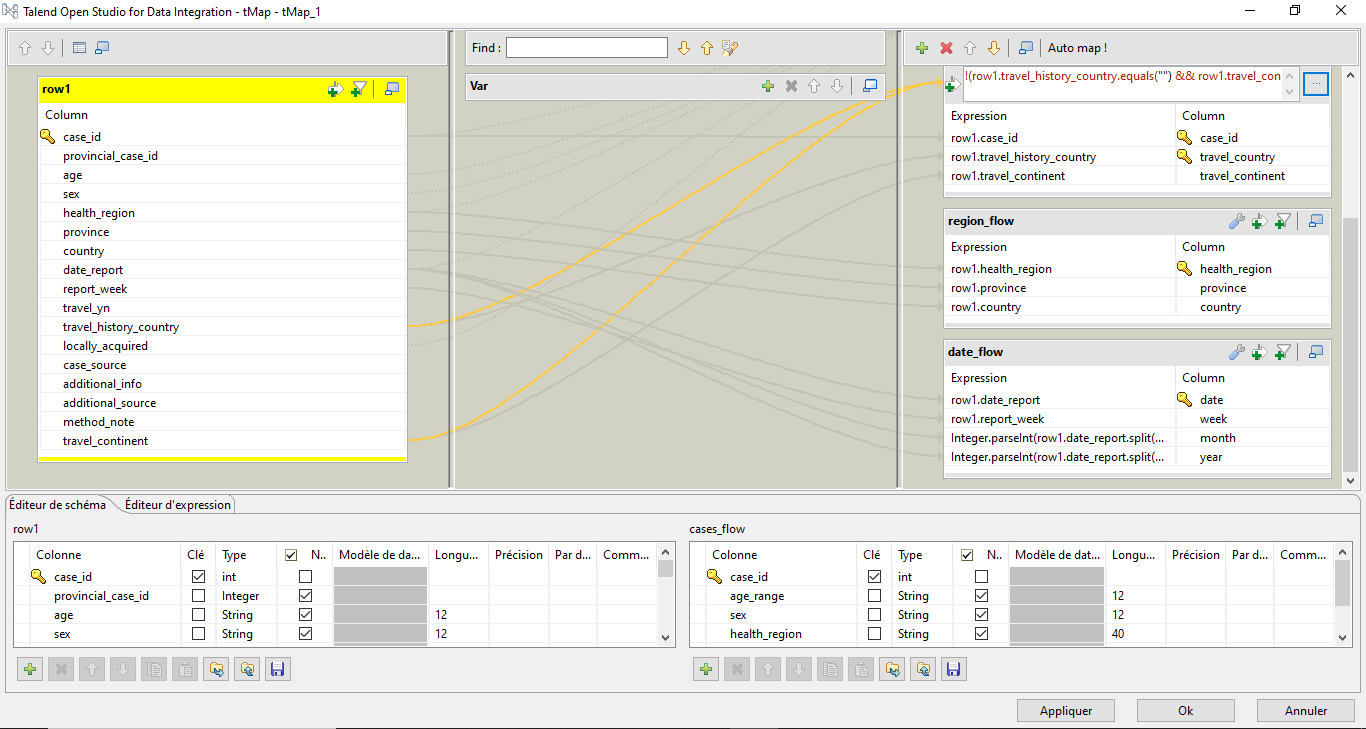 Talend Open Studio for Data Integration - tMap - tMap_1
Find :
Auto map !
row1
Column
case_id
provincial_case_id
age
sex
health_region
province
country
date_report
report_week
travel_yn
travel_history_country
locally_acquired
case_source
additional_info
additional_source
method_note
travel_continent
Var
!(row1.travel_history_country.equals("") && row1.travel_con
...
Expression Column
row1.case_id case_id
row1.travel_history_country travel_country
row1.travel_continent travel_continent
region_flow
Expression Column
row1.health_region health_region
row1.province province
row1.country country
date_flow
Expression Column
row1.date_report date
row1.report_week week
Integer.parseInt(row1.date_report.split(... month
Integer.parseInt(row1.date_report.split(... year
Éditeur de schéma Éditeur d'expression
row1
Colonne Clé Type N.. Modèle de da... Longu... Précision Par d... Comm...
case_id int
provincial_case_id Integer
age String 12
sex String 12
cases_flow
Colonne Clé Type N.. Modèle de dat... Longu... Précision Par d... Comm...
case_id int
age_range String 12
sex String 12
health_region String 40
Appliquer Ok Annuler